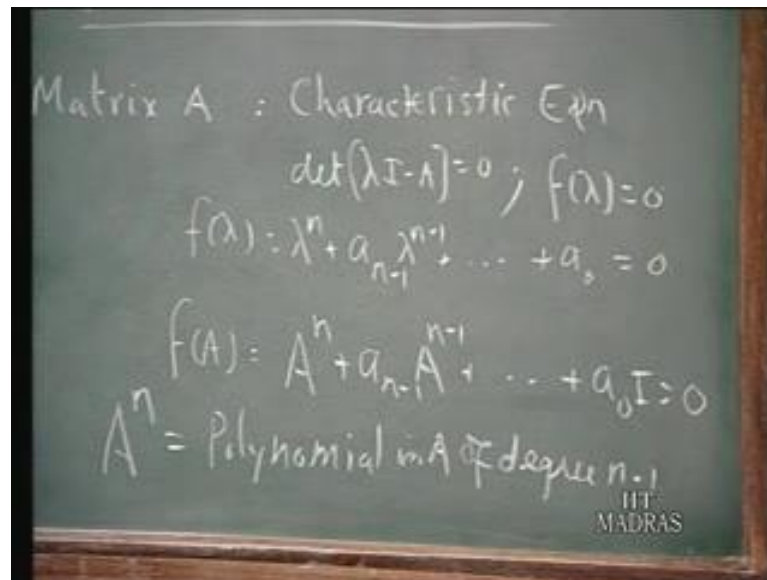 Matrix A : Characteristic Eqn
det(λI-A)=0 ; f(λ)=0
f(λ): λⁿ + aₙ₋₁λⁿ⁻¹ + ... + a₀ = 0
f(A): Aⁿ + aₙ₋₁Aⁿ⁻¹ + ... + a₀I = 0
Aⁿ = Polynomial in A of degree n-1
IIT
MADRAS